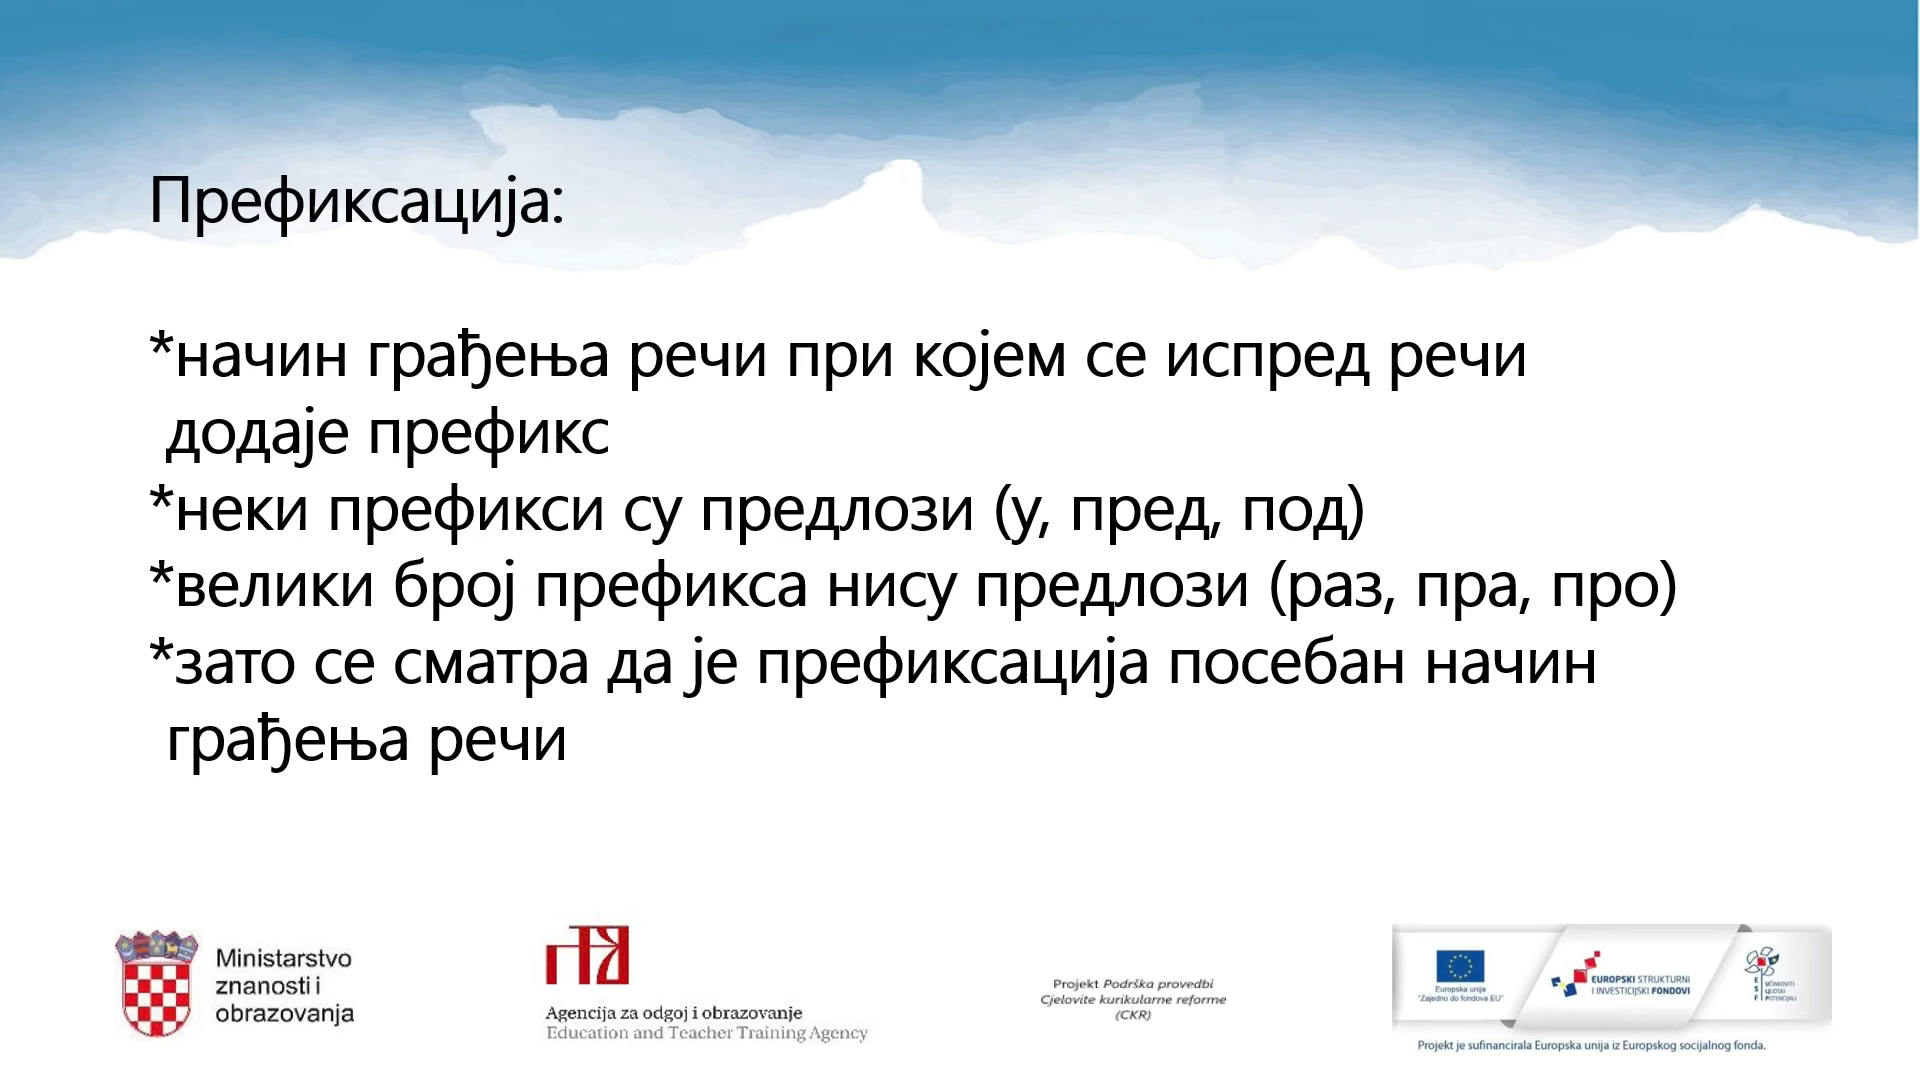 Префиксација:
*начин грађења речи при којем се испред речи
додаје префикс
*неки префикси су предлози (у, пред, под)
*велики број префикса нису предлози (раз, пра, про)
*зато се сматра да је префиксација посебан начин
грађења речи
Ministarstvo
znanosti i
obrazovanja
Agencija za odgoj i obrazovanje
Education and Teacher Training Agency
Projekt Podrška provedbi
Cjelovite kurikularne reforme
(CKR)
Europska unija
"Zajedno do fondova EU"
EUROPSKI STRUKTURNI
I INVESTICIJSKI FONDOVI
ESF
UČINKOVITI
LJUDSKI
POTENCIJALI
Projekt je sufinancirala Europska unija iz Europskog socijalnog fonda.